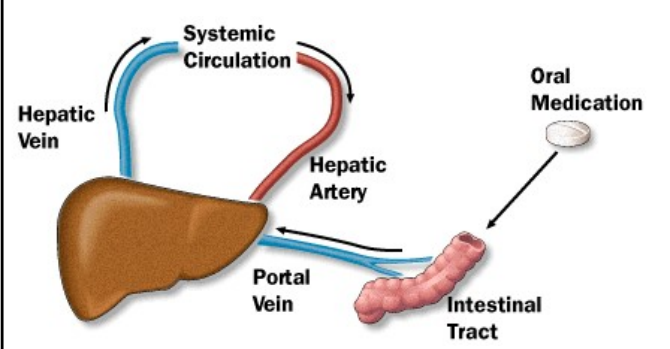 Systemic
Circulation
Oral
Medication
Hepatic
Vein
Hepatic
Artery
Portal
Vein
Intestinal
Tract